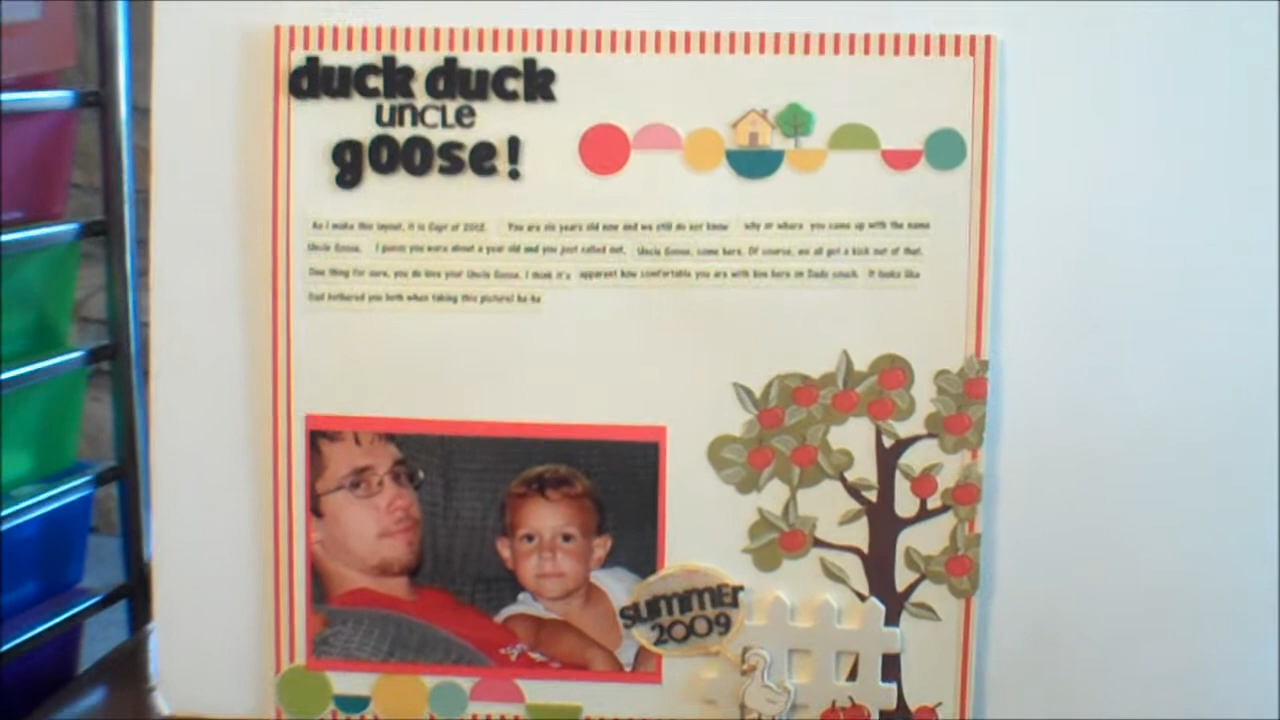 duck duck
uncle
goose!
As I make this layout, it is Sept of 2012. You are six years old now and we still do not know why or where you came up with the name
Uncle Goose. I guess you were about a year old and you just called out, Uncle Goose, come here. Of course, we all got a kick out of that.
One thing for sure, you do love your Uncle Goose. I think it's apparent how comfortable you are with him here on Dads couch. It looks like
Dad bothered you both when taking this picture! ha-ha
summer
2009